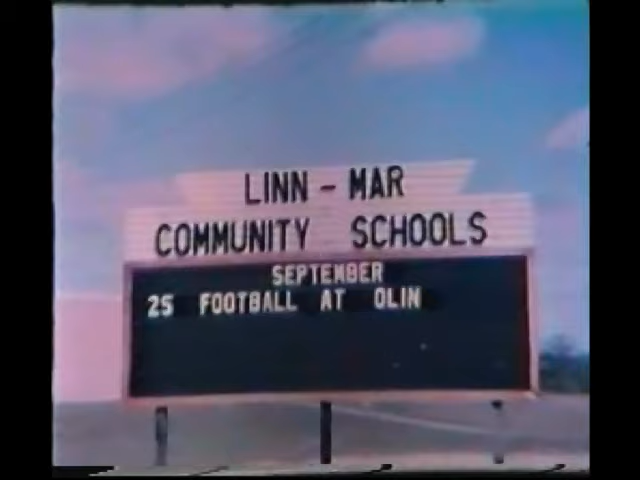 LINN - MAR
COMMUNITY SCHOOLS
SEPTEMBER
25 FOOTBALL AT OLIN